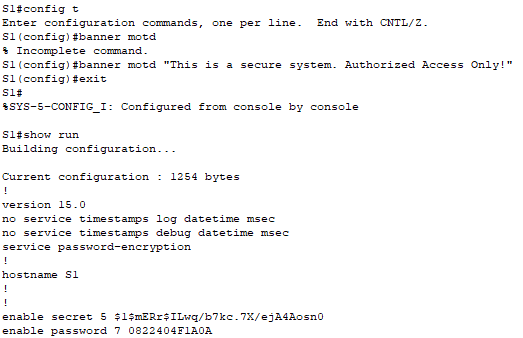 S1#config t
Enter configuration commands, one per line.  End with CNTL/Z.
S1(config)#banner motd
% Incomplete command.
S1(config)#banner motd "This is a secure system. Authorized Access Only!"
S1(config)#exit
S1#
%SYS-5-CONFIG_I: Configured from console by console

S1#show run
Building configuration...

Current configuration : 1254 bytes
!
version 15.0
no service timestamps log datetime msec
no service timestamps debug datetime msec
service password-encryption
!
hostname S1
!
!
enable secret 5 $1$mERr$ILwq/b7kc.7X/ejA4Aosn0
enable password 7 0822404F1A0A